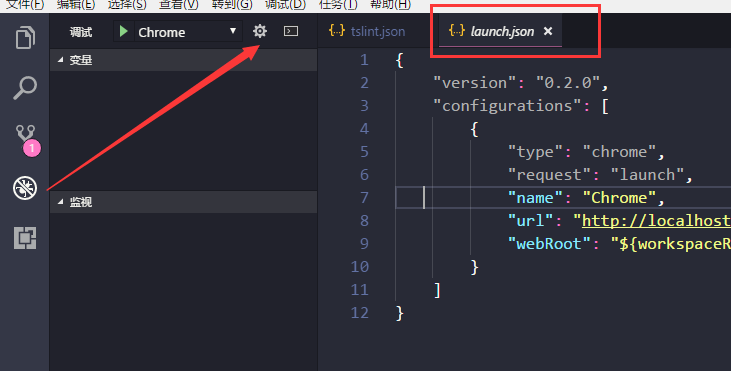 文件(F) 编辑(E) 选择(S) 查看(V) 转到(G) 调试(D) 任务(T) 帮助(H)
调试 Chrome
变量
1
监视
{..} tslint.json {..} launch.json ×
1 {
2 "version": "0.2.0",
3 "configurations": [
4 {
5 "type": "chrome",
6 "request": "launch",
7 "name": "Chrome",
8 "url": "http://localhost
9 "webRoot": "${workspaceR
10 }
11 ]
12 }